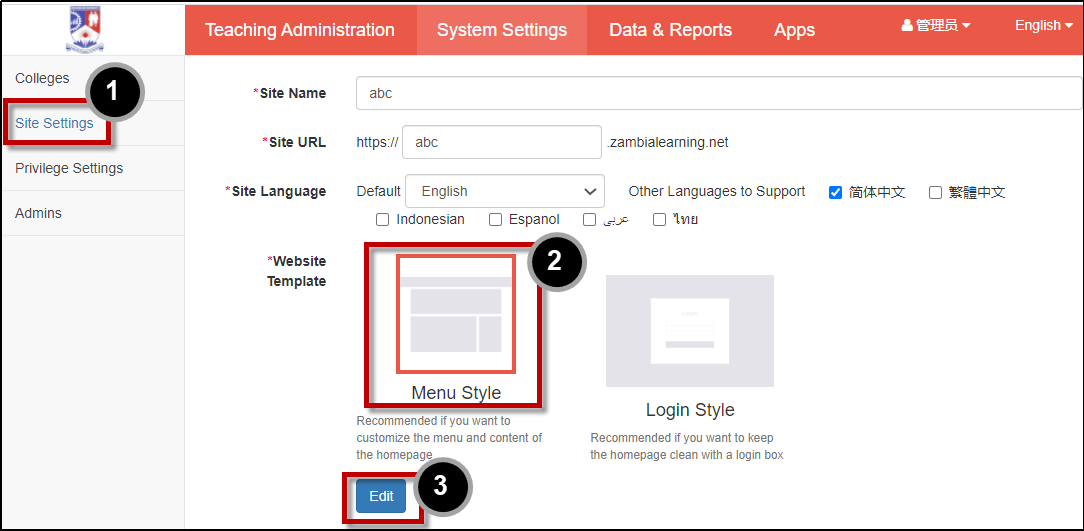 Teaching Administration System Settings Data & Reports Apps 管理员 English
Colleges
1
Site Settings
Privilege Settings
Admins
*Site Name abc
*Site URL https:// abc .zambialearning.net
*Site Language Default English Other Languages to Support 简体中文 繁體中文
Indonesian Espanol عربى ไทย
*Website
Template
2
Menu Style
Recommended if you want to
customize the menu and content of
the homepage
Login Style
Recommended if you want to keep
the homepage clean with a login box
Edit
3